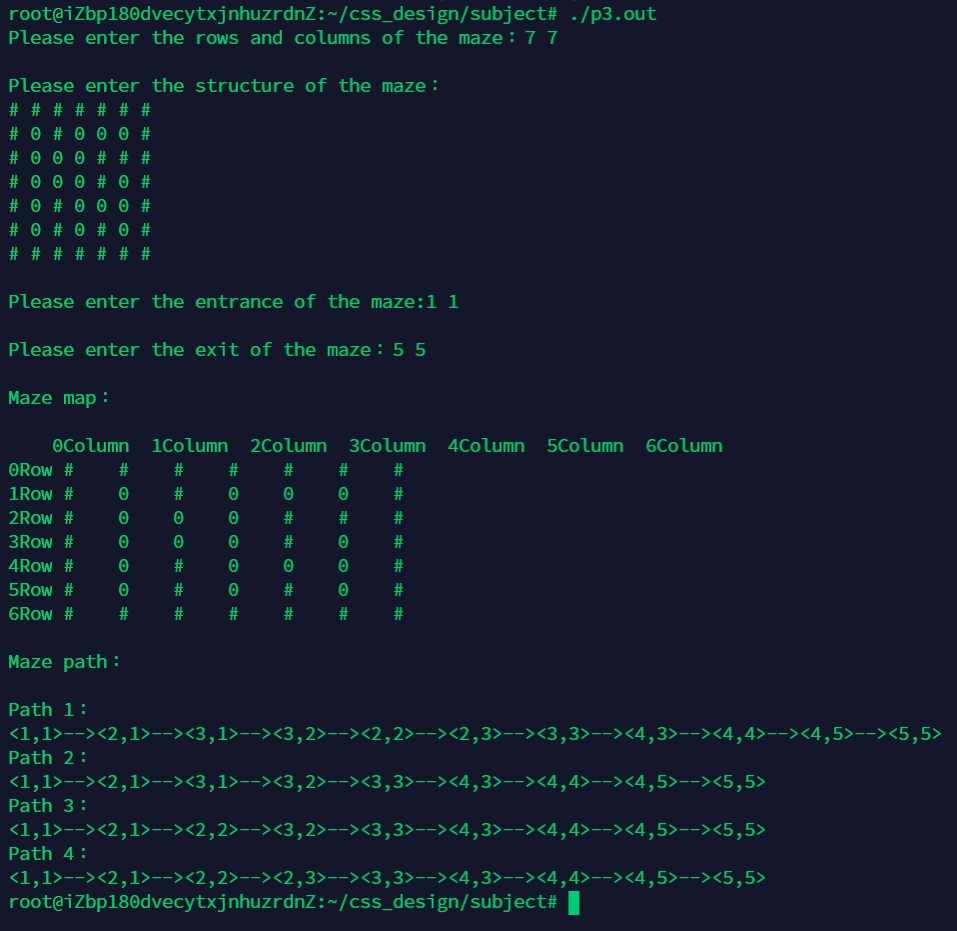 root@iZbp180dvecytxjnhuzrdnZ:~/css_design/subject# ./p3.out
Please enter the rows and columns of the maze：7 7
Please enter the structure of the maze：
# # # # # # #
# 0 # 0 0 0 #
# 0 0 0 # # #
# 0 0 0 # 0 #
# 0 # 0 0 0 #
# 0 # 0 # 0 #
# # # # # # #
Please enter the entrance of the maze:1 1
Please enter the exit of the maze：5 5
Maze map：
0Column 1Column 2Column 3Column 4Column 5Column 6Column
0Row # # # # # # #
1Row # 0 # 0 0 0 #
2Row # 0 0 0 # # #
3Row # 0 0 0 # 0 #
4Row # 0 # 0 0 0 #
5Row # 0 # 0 # 0 #
6Row # # # # # # #
Maze path：
Path 1：
<1,1>--><2,1>--><3,1>--><3,2>--><2,2>--><2,3>--><3,3>--><4,3>--><4,4>--><4,5>--><5,5>
Path 2：
<1,1>--><2,1>--><3,1>--><3,2>--><3,3>--><4,3>--><4,4>--><4,5>--><5,5>
Path 3：
<1,1>--><2,1>--><2,2>--><3,2>--><3,3>--><4,3>--><4,4>--><4,5>--><5,5>
Path 4：
<1,1>--><2,1>--><2,2>--><2,3>--><3,3>--><4,3>--><4,4>--><4,5>--><5,5>
root@iZbp180dvecytxjnhuzrdnZ:~/css_design/subject#